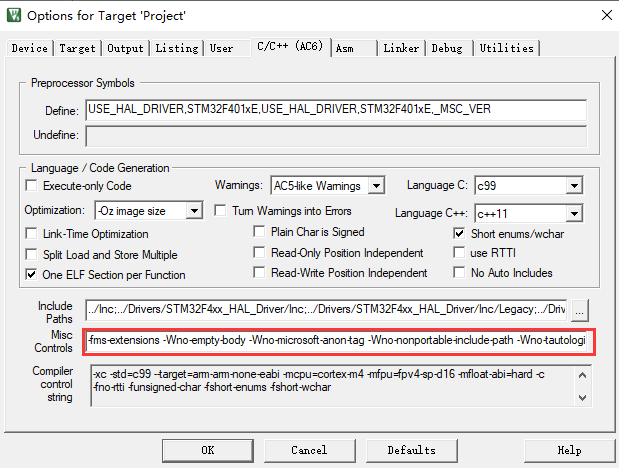 Options for Target 'Project'
Device Target Output Listing User C/C++ (AC6) Asm Linker Debug Utilities
Preprocessor Symbols
Define: USE_HAL_DRIVER,STM32F401xE,USE_HAL_DRIVER,STM32F401xE,_MSC_VER
Undefine:
Language / Code Generation
Execute-only Code Warnings: AC5-like Warnings Language C: c99
Optimization: -Oz image size Turn Warnings into Errors Language C++: c++11
Link-Time Optimization Plain Char is Signed Short enums/wchar
Split Load and Store Multiple Read-Only Position Independent use RTTI
One ELF Section per Function Read-Write Position Independent No Auto Includes
Include Paths ../Inc;../Drivers/STM32F4xx_HAL_Driver/Inc;../Drivers/STM32F4xx_HAL_Driver/Inc/Legacy;../Driv ...
Misc Controls -fms-extensions -Wno-empty-body -Wno-microsoft-anon-tag -Wno-nonportable-include-path -Wno-tautologi
Compiler control string -xc -std=c99 --target=arm-arm-none-eabi -mcpu=cortex-m4 -mfpu=fpv4-sp-d16 -mfloat-abi=hard -c
-fno-rtti -funsigned-char -fshort-enums -fshort-wchar
OK Cancel Defaults Help